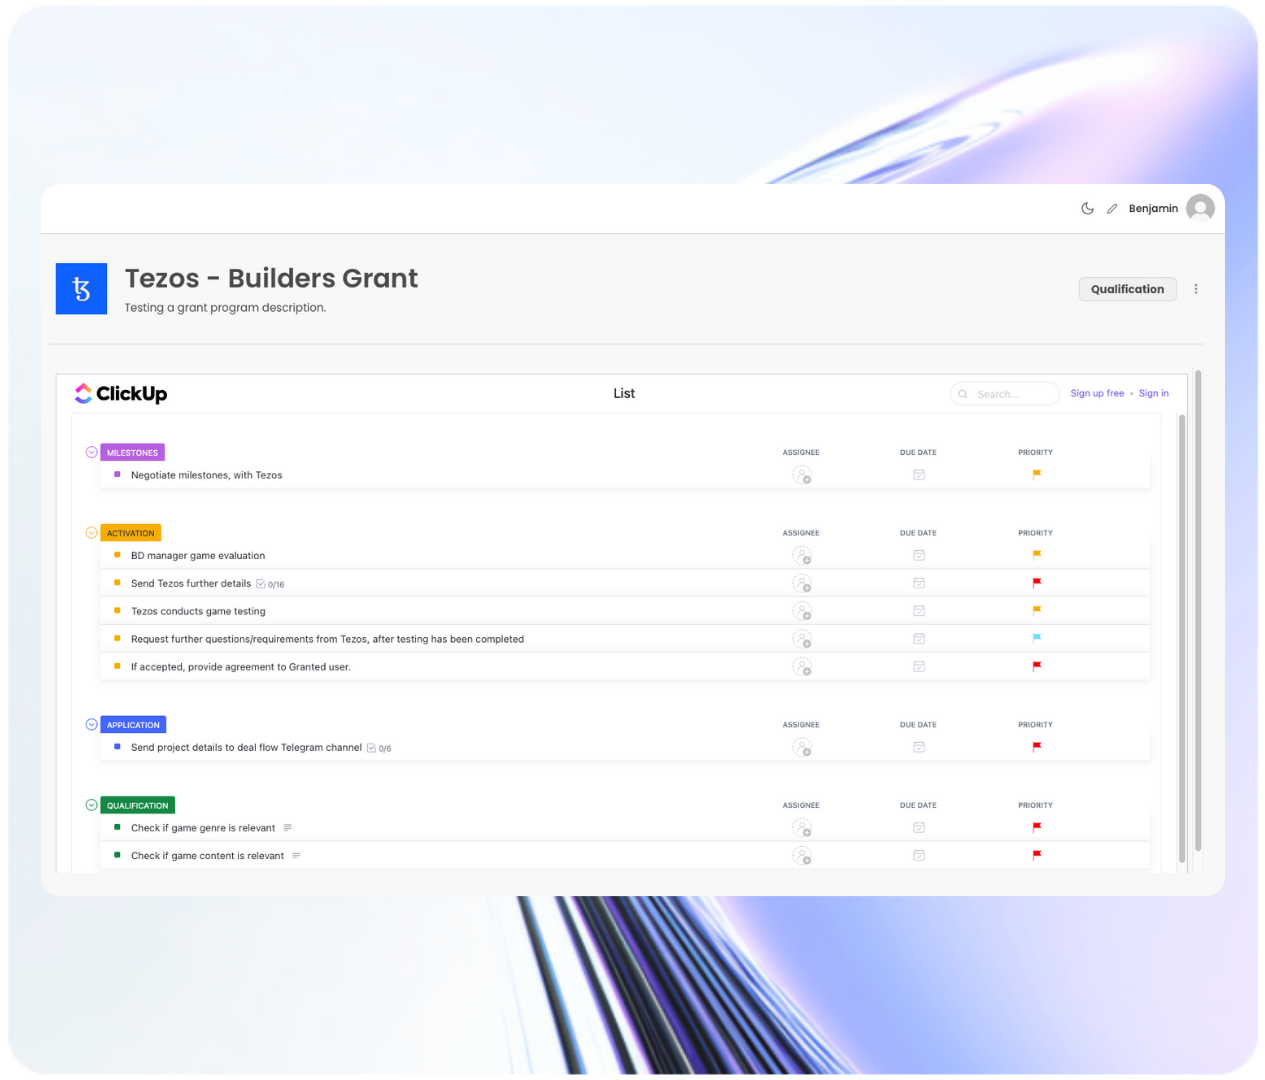 Benjamin
Tezos - Builders Grant
Testing a grant program description.
Qualification
ClickUp
List
Search...
Sign up free • Sign in
MILESTONES ASSIGNEE DUE DATE PRIORITY
Negotiate milestones, with Tezos
ACTIVATION ASSIGNEE DUE DATE PRIORITY
BD manager game evaluation
Send Tezos further details 0/16
Tezos conducts game testing
Request further questions/requirements from Tezos, after testing has been completed
If accepted, provide agreement to Granted user.
APPLICATION ASSIGNEE DUE DATE PRIORITY
Send project details to deal flow Telegram channel 0/6
QUALIFICATION ASSIGNEE DUE DATE PRIORITY
Check if game genre is relevant
Check if game content is relevant